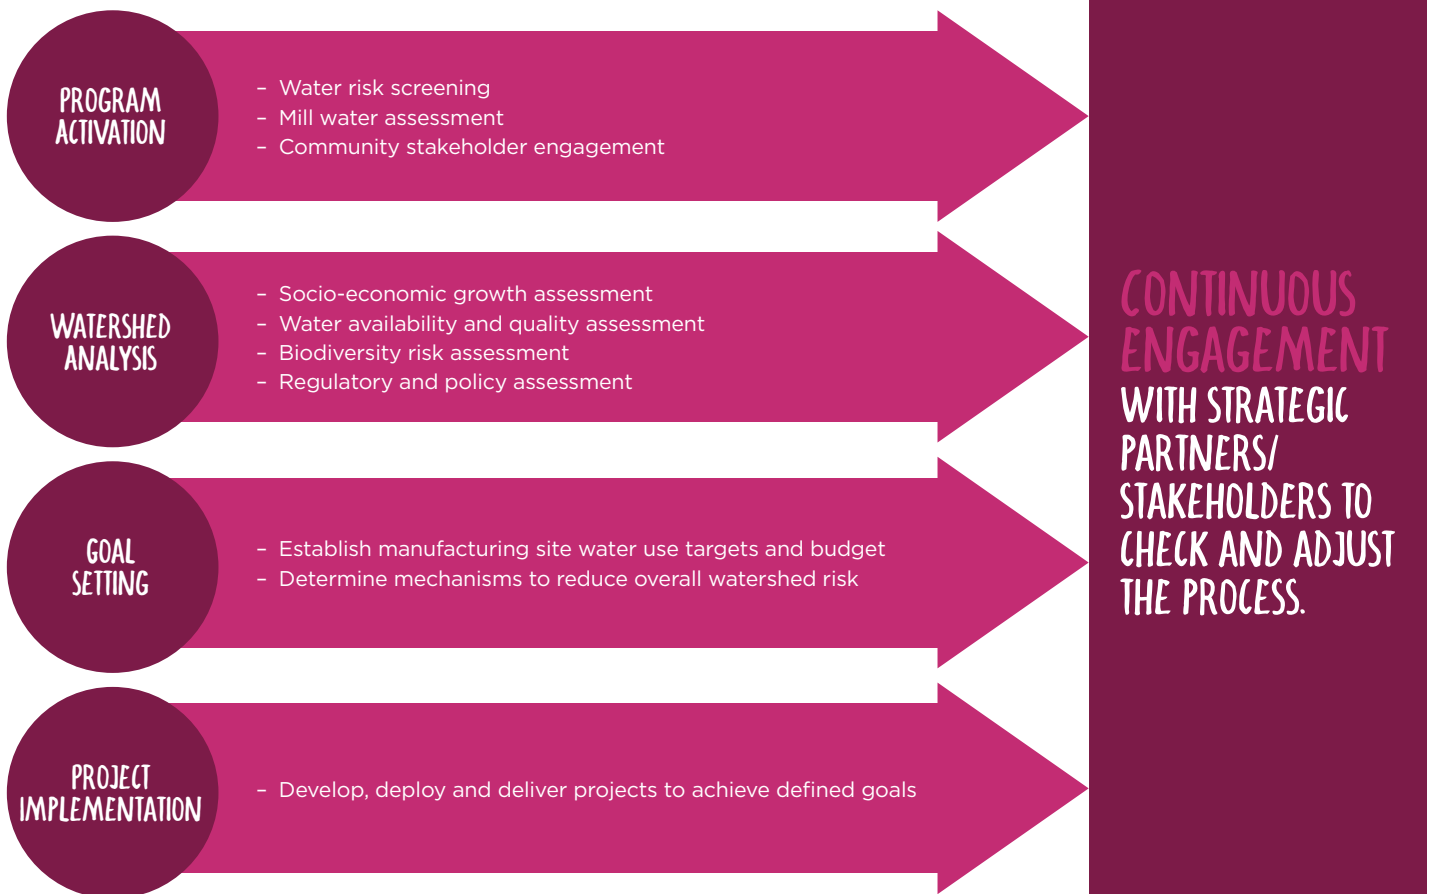 PROGRAM
ACTIVATION
– Water risk screening
– Mill water assessment
– Community stakeholder engagement
WATERSHED
ANALYSIS
– Socio-economic growth assessment
– Water availability and quality assessment
– Biodiversity risk assessment
– Regulatory and policy assessment
GOAL
SETTING
– Establish manufacturing site water use targets and budget
– Determine mechanisms to reduce overall watershed risk
PROJECT
IMPLEMENTATION
– Develop, deploy and deliver projects to achieve defined goals
CONTINUOUS
ENGAGEMENT
WITH STRATEGIC
PARTNERS/
STAKEHOLDERS TO
CHECK AND ADJUST
THE PROCESS.